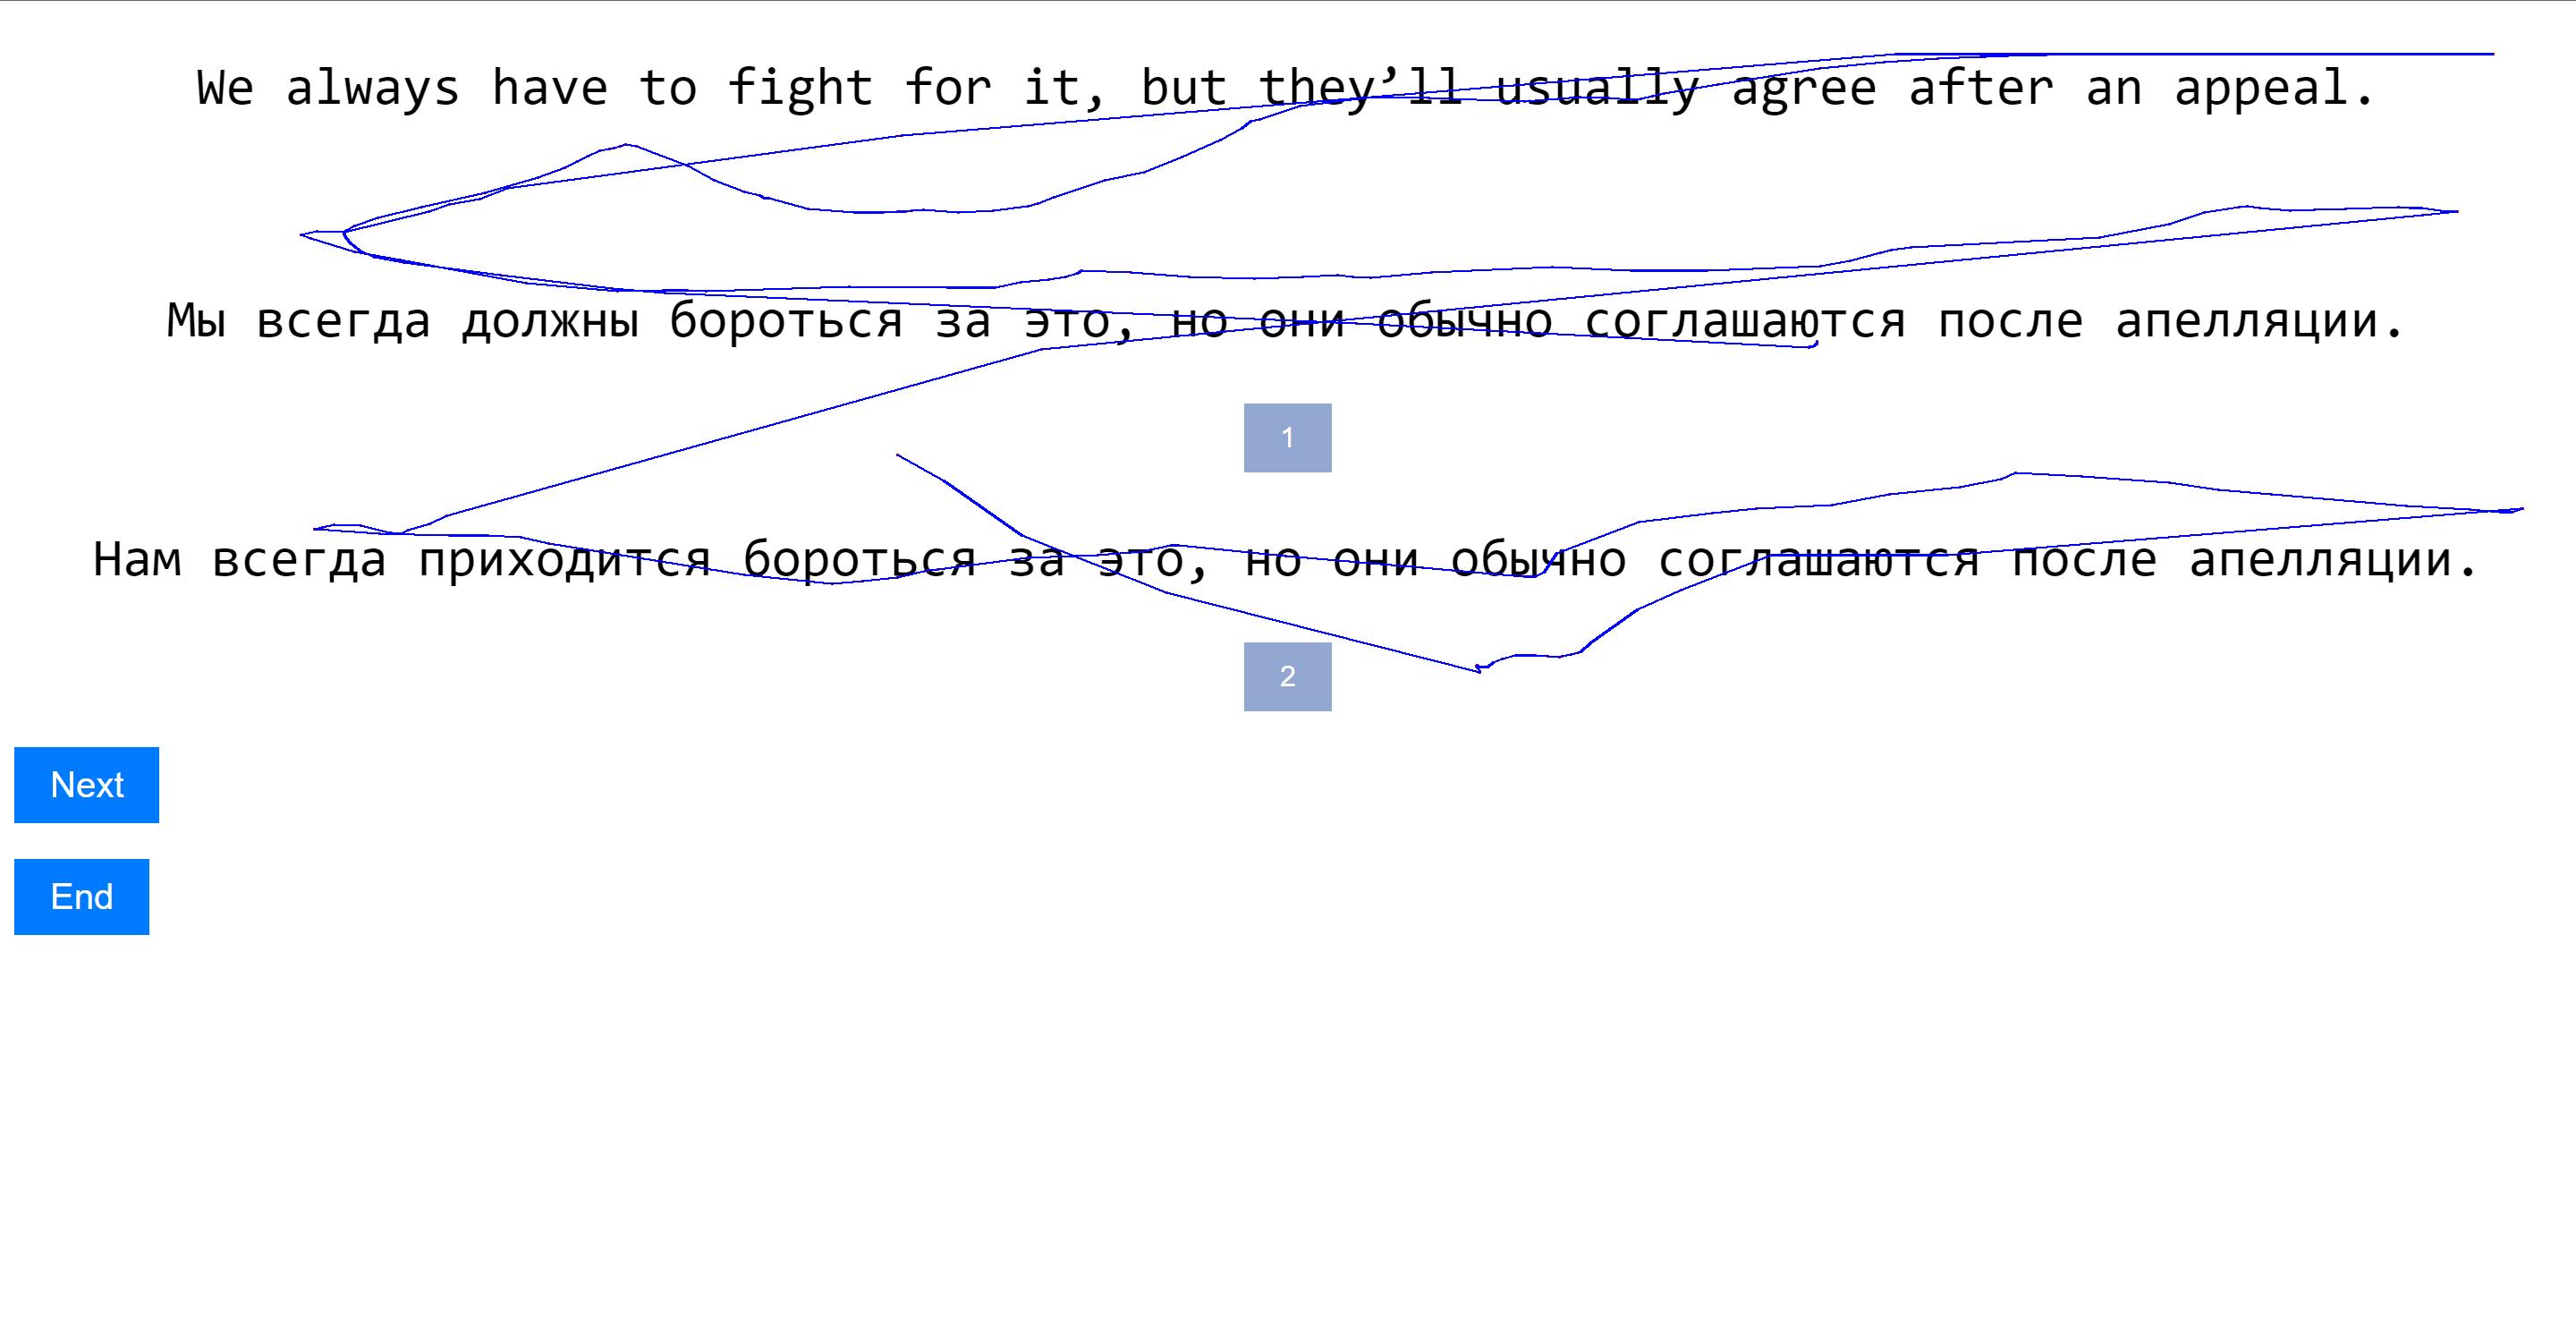 We always have to fight for it, but they’ll usually agree after an appeal.
Мы всегда должны бороться за это, но они обычно соглашаются после апелляции.
1
Нам всегда приходится бороться за это, но они обычно соглашаются после апелляции.
2
Next
End